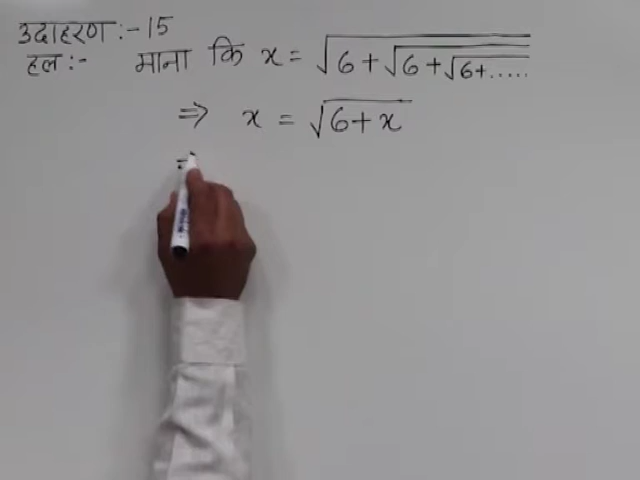 उदाहरण :- 15
हल :- माना कि x = √6+√6+√6+.....
⇒ x = √6+x
=